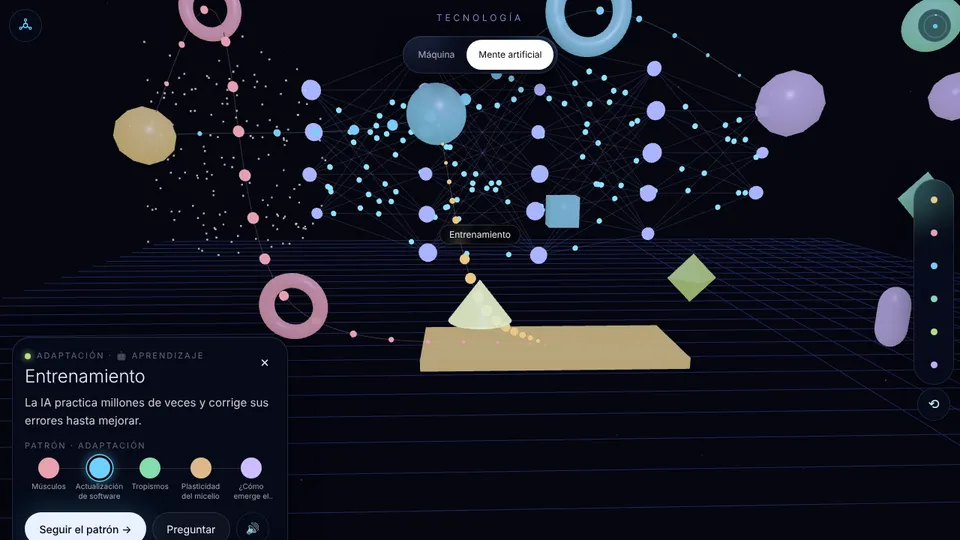 TECNOLOGÍA
Máquina
Mente artificial
Entrenamiento
ADAPTACIÓN · APRENDIZAJE
Entrenamiento
La IA practica millones de veces y corrige sus
errores hasta mejorar.
PATRÓN · ADAPTACIÓN
Músculos
Actualización
de software
Tropismos
Plasticidad
del micelio
¿Cómo
emerge el..
Seguir el patrón →
Preguntar